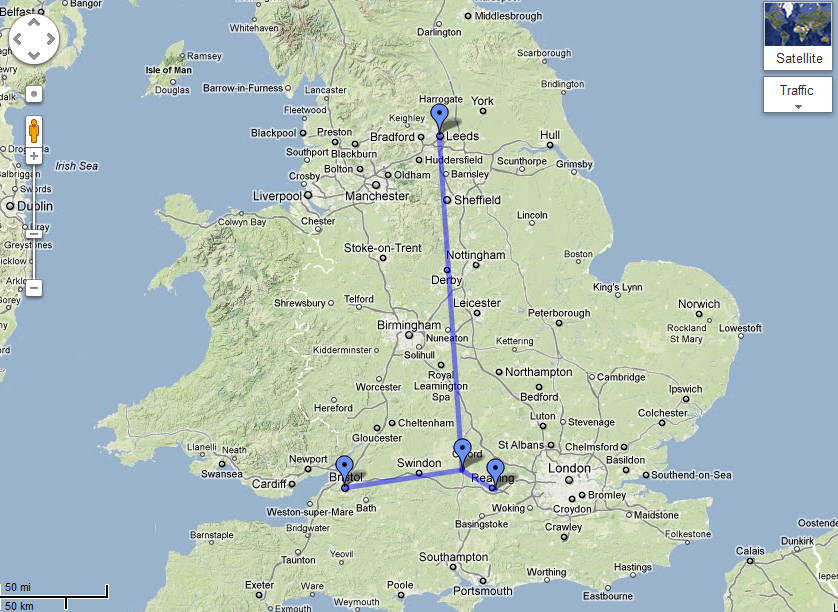 Belfast
Bangor
Middlesbrough
Darlington
Whitehaven
Scarborough
Satellite
Ramsey
Isle of Man
Douglas
Barrow-in-Furness
Lancaster
Bridlington
Traffic
Harrogate
York
Fleetwood
Keighley
Blackpool
Preston
Bradford
Leeds
Hull
Blackburn
Southport
Huddersfield
Scunthorpe
Grimsby
Irish Sea
Bolton
Oldham
Barnsley
Crosby
Swords
Liverpool
Manchester
Sheffield
Dublin
Colwyn Bay
Chester
Lincoln
Bray
Greystones
Stoke-on-Trent
Nottingham
Boston
Derby
King's Lynn
Shrewsbury
Telford
Leicester
Norwich
Peterborough
Birmingham
Rockland
St Mary
Lowestoft
Nuneaton
Kettering
Kidderminster
Solihull
Royal
Leamington
Spa
Northampton
Cambridge
Worcester
Bedford
Ipswich
Hereford
Colchester
Cheltenham
Luton
Stevenage
Gloucester
St Albans
Chelmsford
Llanelli
Neath
Newport
Swindon
Basildon
Swansea
Cardiff
Bristol
Reading
London
Southend-on-Sea
Bromley
Weston-super-Mare
Bath
Woking
Croydon
Maidstone
Bridgwater
Basingstoke
Crawley
Folkestone
Barnstaple
Oostende
Dunkirk
Taunton
Yeovil
Southampton
Calais
Hastings
Worthing
50 mi
Exeter
Ware
Poole
Portsmouth
Eastbourne
50 km
Exmouth
Weymouth